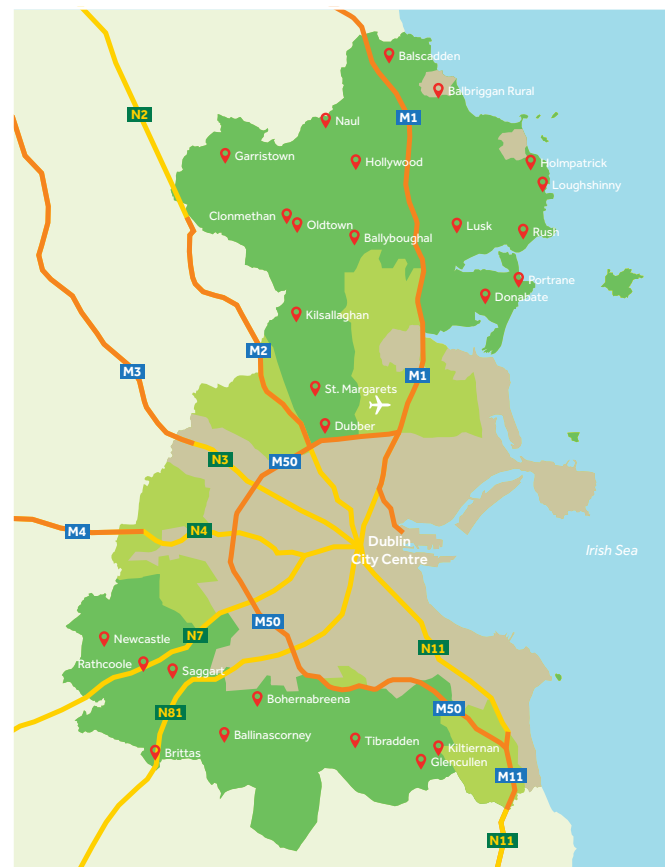 Balscadden
Balbriggan Rural
N2
M1
Naul
Garristown
Hollywood
Holmpatrick
Loughshinny
Clonmethan
Oldtown
Lusk
Rush
Ballyboughal
Portrane
Donabate
Kilsallaghan
M2
M3
M1
St. Margarets
Dubber
N3
M50
M4
N4
Dublin
City Centre
Irish Sea
M50
Newcastle
N7
N11
Rathcoole
Saggart
Bohernabreena
M50
N81
Ballinascorney
Tibradden
Kiltiernan
Brittas
Glencullen
M11
N11